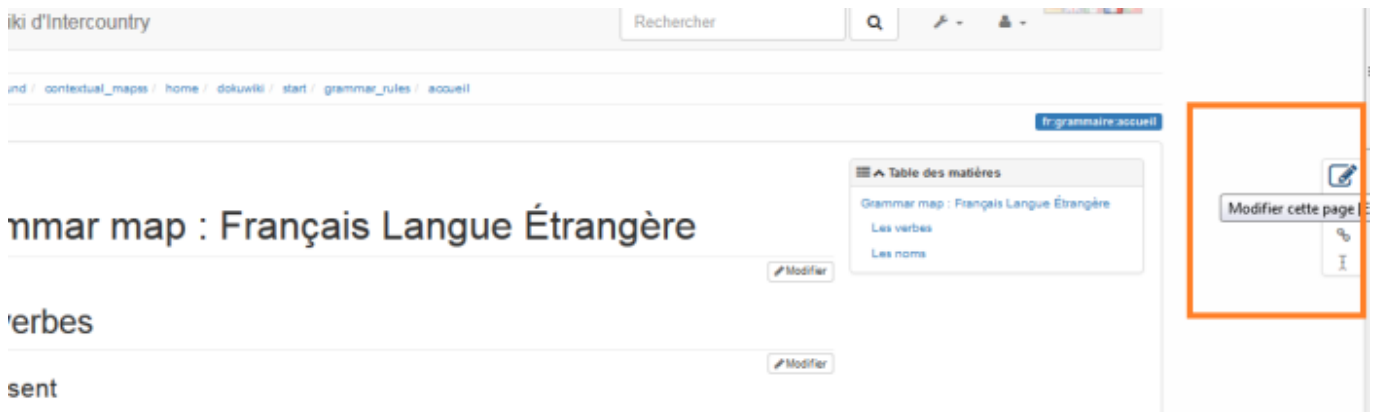 iki d'Intercountry
Rechercher
und / contextual_mapss / home / dokuwiki / start / grammar_rules / accueil
fr:grammaire:accueil
Table des matières
Grammar map : Français Langue Étrangère
Les verbes
Les noms
Modifier cette page [E
mmar map : Français Langue Étrangère
Modifier
verbes
Modifier
sent